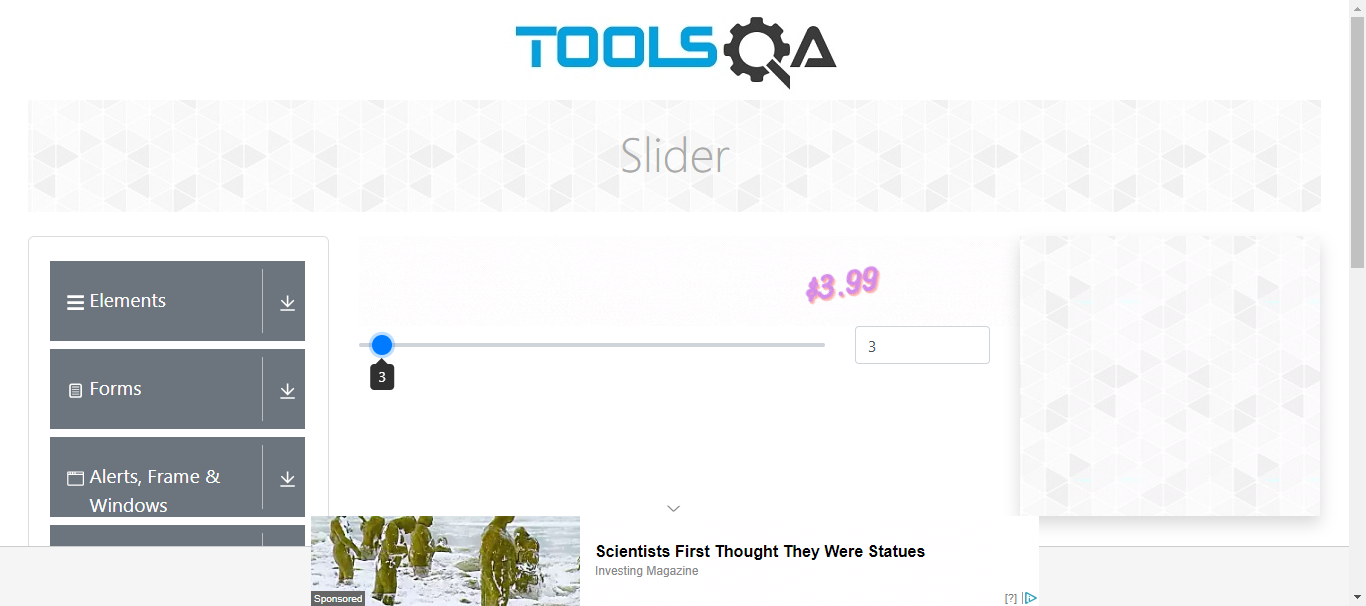 TOOLSQA
Slider
Elements
Forms
Alerts, Frame &
Windows
$3.99
3
3
Scientists First Thought They Were Statues
Investing Magazine
Sponsored
[?]